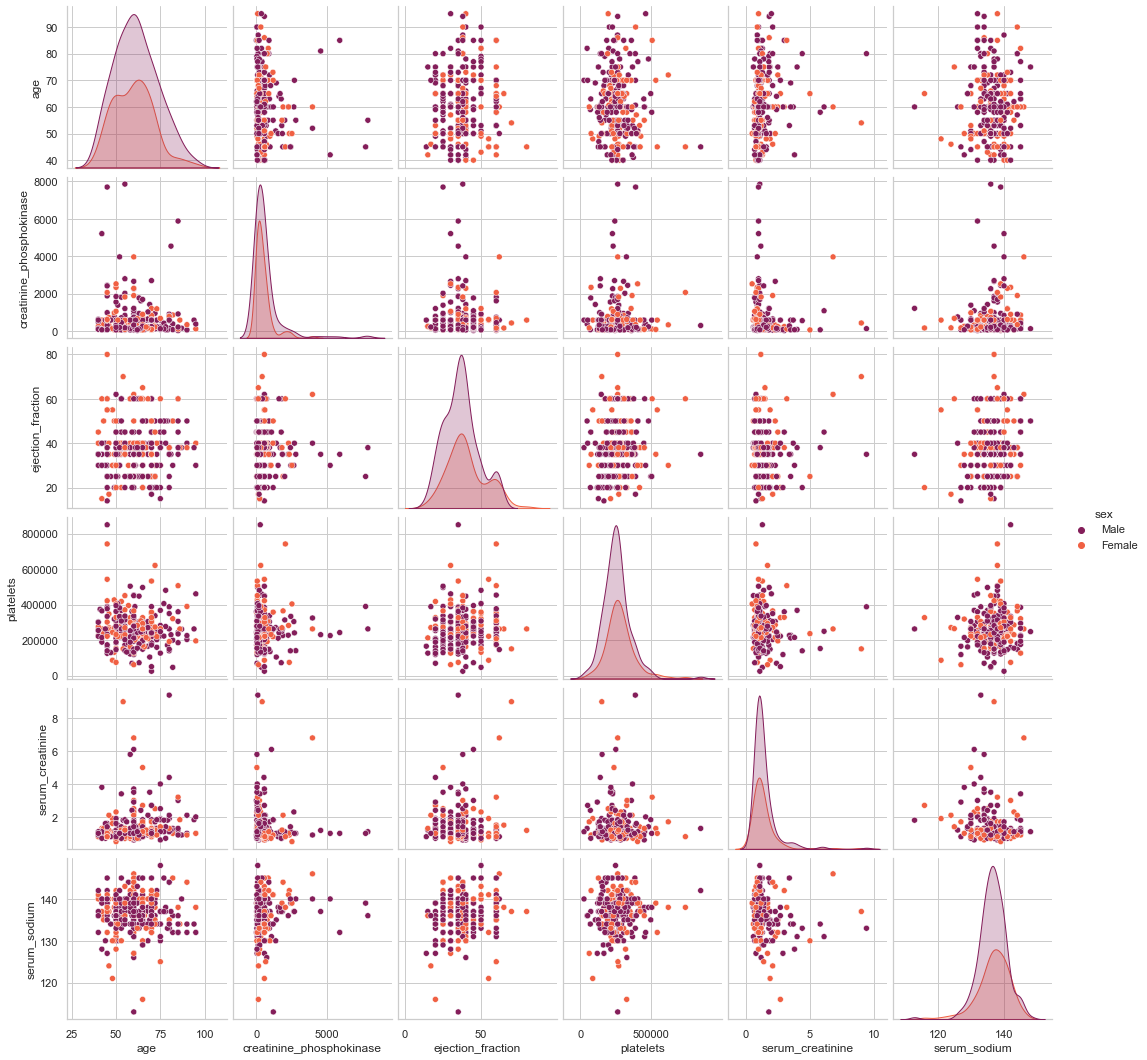 90
80
70
60
50
40
age
8000
6000
4000
2000
0
creatinine_phosphokinase
80
60
40
20
ejection_fraction
sex
Male
Female
800000
600000
400000
200000
0
platelets
8
6
4
2
serum_creatinine
140
130
120
serum_sodium
25 50 75 100 0 5000 0 50 0 500000 0 5 10 120 140
age creatinine_phosphokinase ejection_fraction platelets serum_creatinine serum_sodium